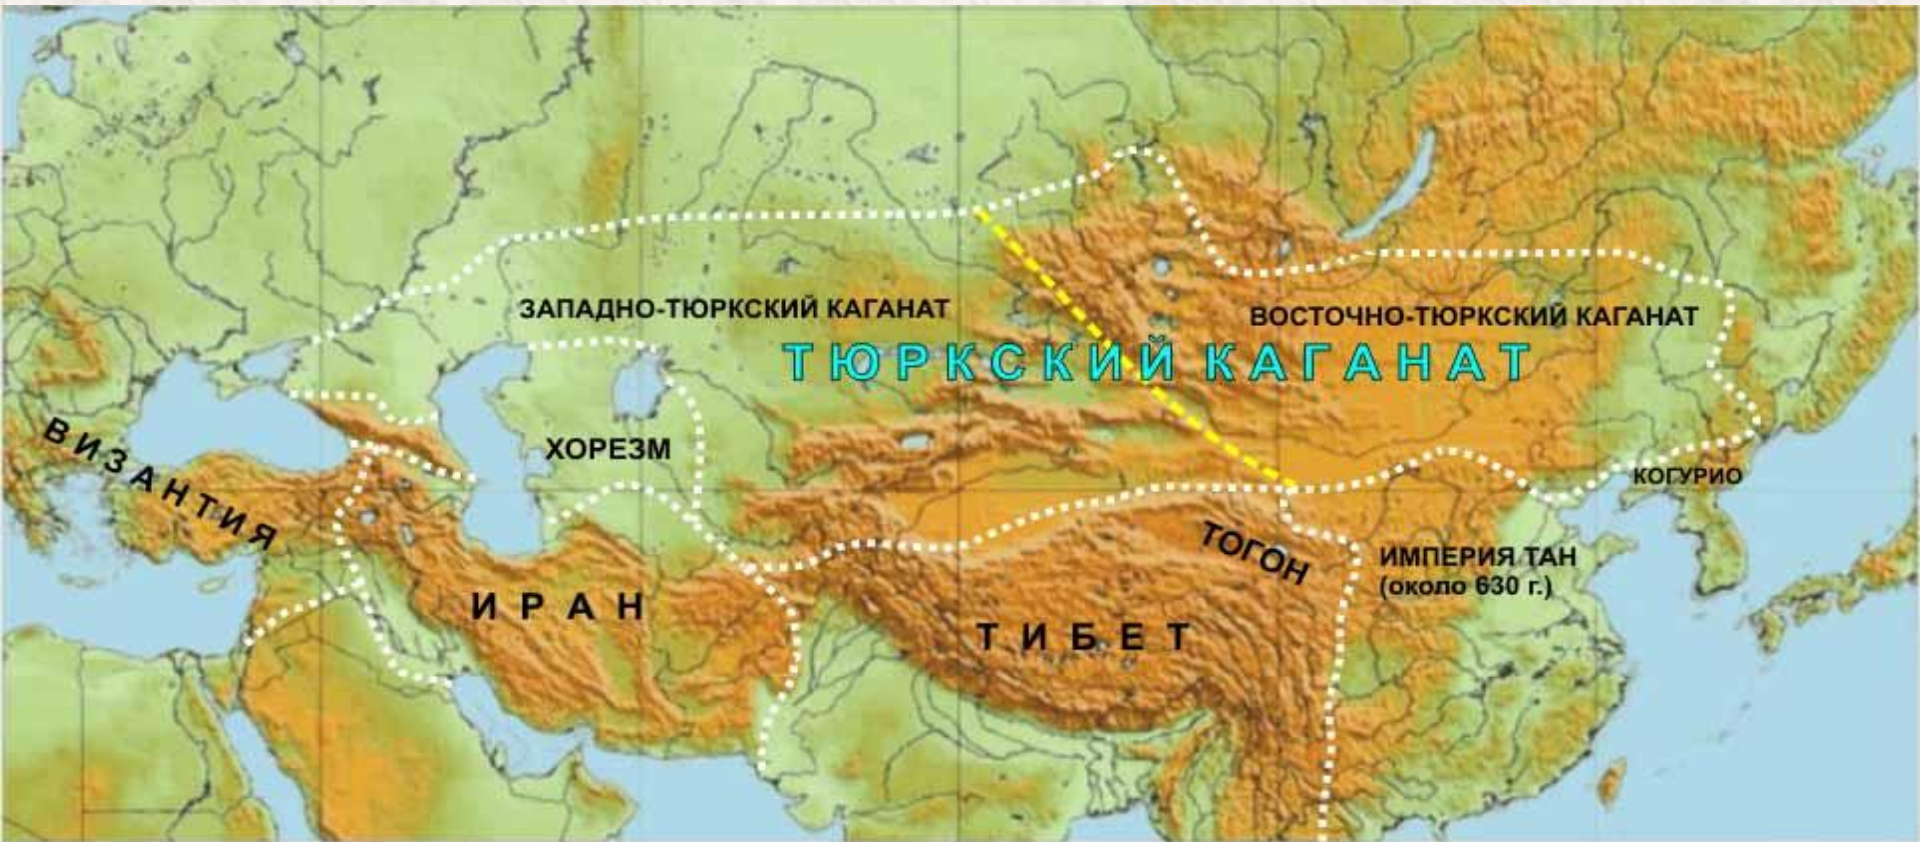 ЗАПАДНО-ТЮРКСКИЙ КАГАНАТ
ВОСТОЧНО-ТЮРКСКИЙ КАГАНАТ
ТЮРКСКИЙ КАГАНАТ
ВИЗАНТИЯ
ХОРЕЗМ
КОГУРИО
ТОГОН
ИМПЕРИЯ ТАН
(около 630 г.)
ИРАН
ТИБЕТ